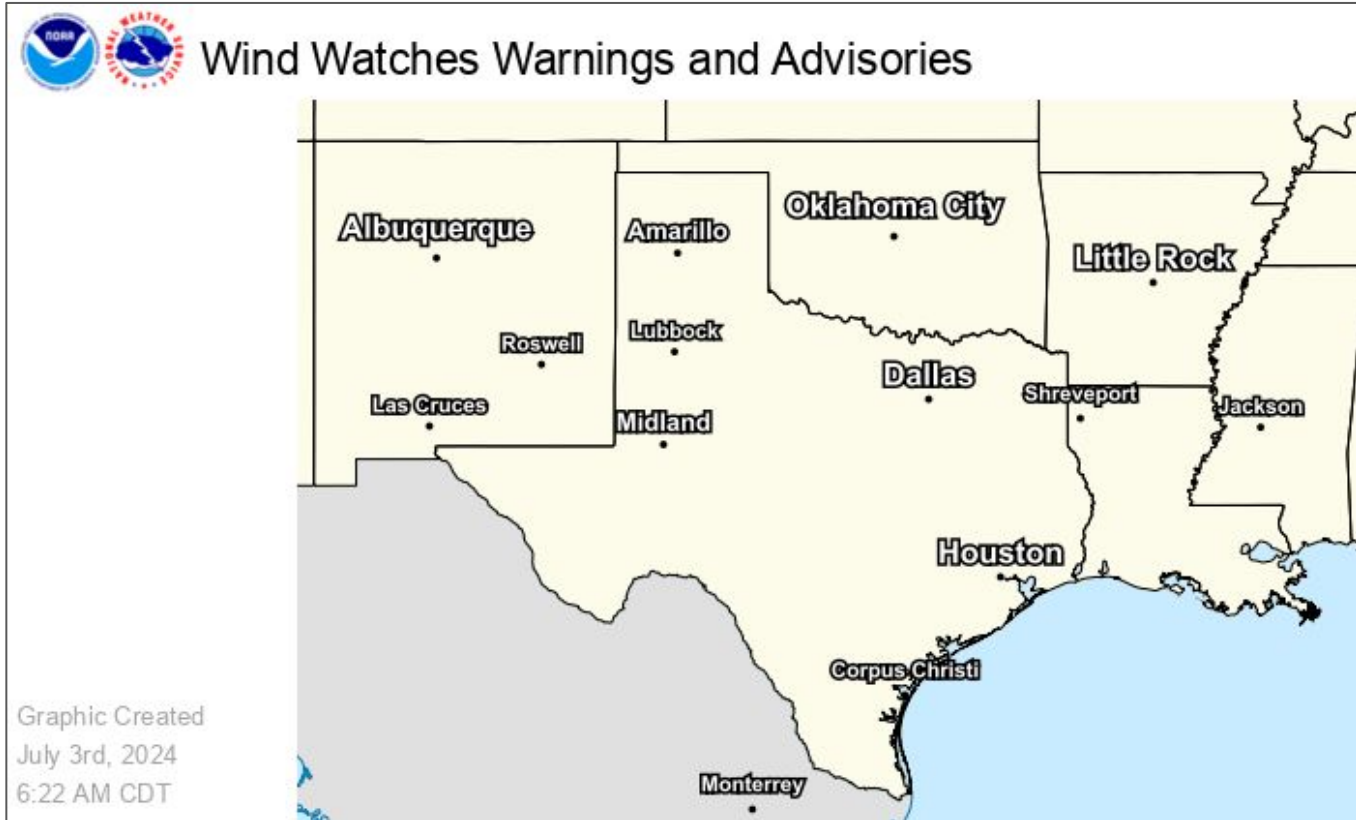 NOAA
NATIONAL WEATHER SERVICE
Wind Watches Warnings and Advisories
Albuquerque
Amarillo
Oklahoma City
Little Rock
Roswell
Lubbock
Dallas
Shreveport
Las Cruces
Midland
Jackson
Houston
Corpus Christi
Monterrey
Graphic Created
July 3rd, 2024
6:22 AM CDT